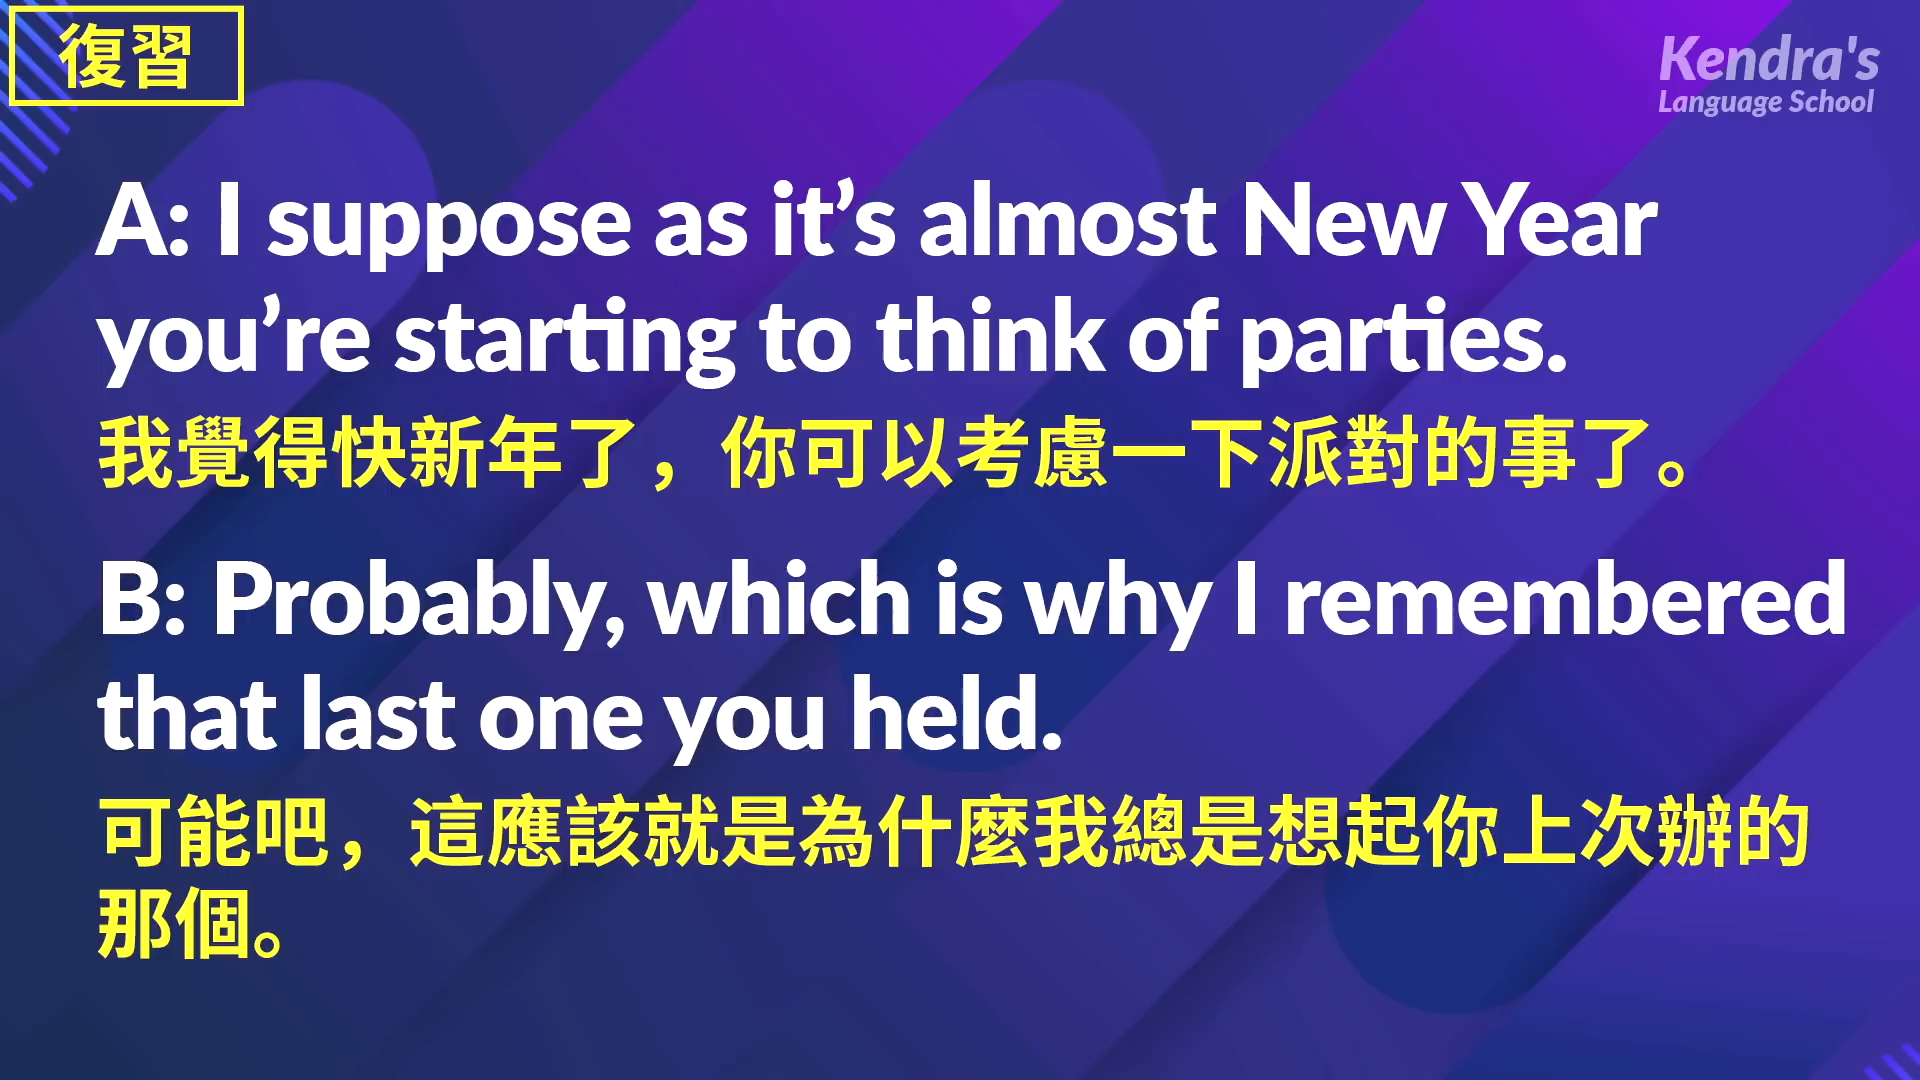 復習
Kendra's
Language School
A: I suppose as it’s almost New Year
you’re starting to think of parties.
我覺得快新年了，你可以考慮一下派對的事了。
B: Probably, which is why I remembered
that last one you held.
可能吧，這應該就是為什麼我總是想起你上次辦的
那個。